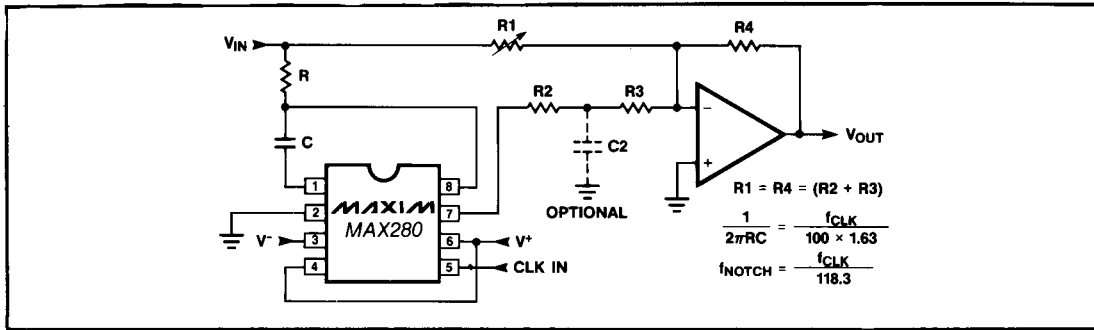 R1
R4
VIN
R
R2
R3
−
C
C2
+
VOUT
1
8
MAXIM
OPTIONAL
R1 = R4 = (R2 + R3)
2
7
MAX280
V−
3
6
V+
4
5
CLK IN
1/2πRC = fCLK/100 × 1.63
fNOTCH = fCLK/118.3